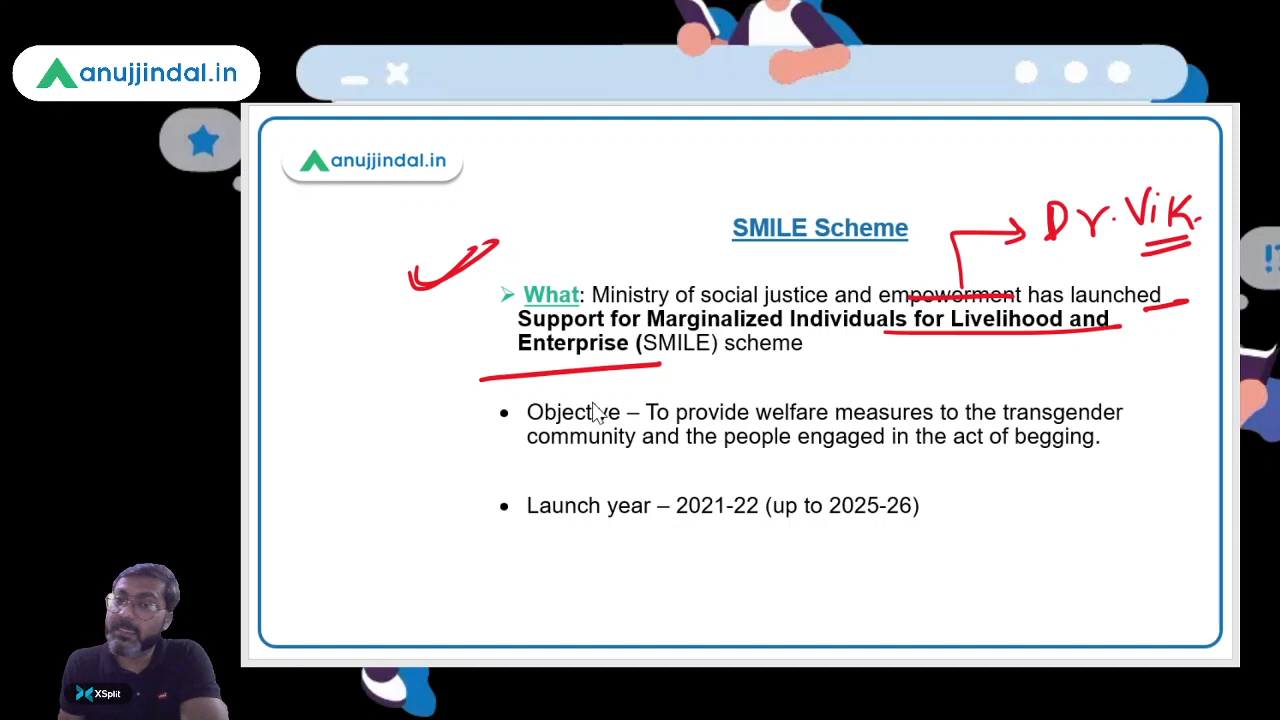 anujjindal.in
anujjindal.in
SMILE Scheme
Dr. Vik.
➢ What: Ministry of social justice and empowerment has launched
Support for Marginalized Individuals for Livelihood and
Enterprise (SMILE) scheme
• Objective – To provide welfare measures to the transgender
community and the people engaged in the act of begging.
• Launch year – 2021-22 (up to 2025-26)
XSplit